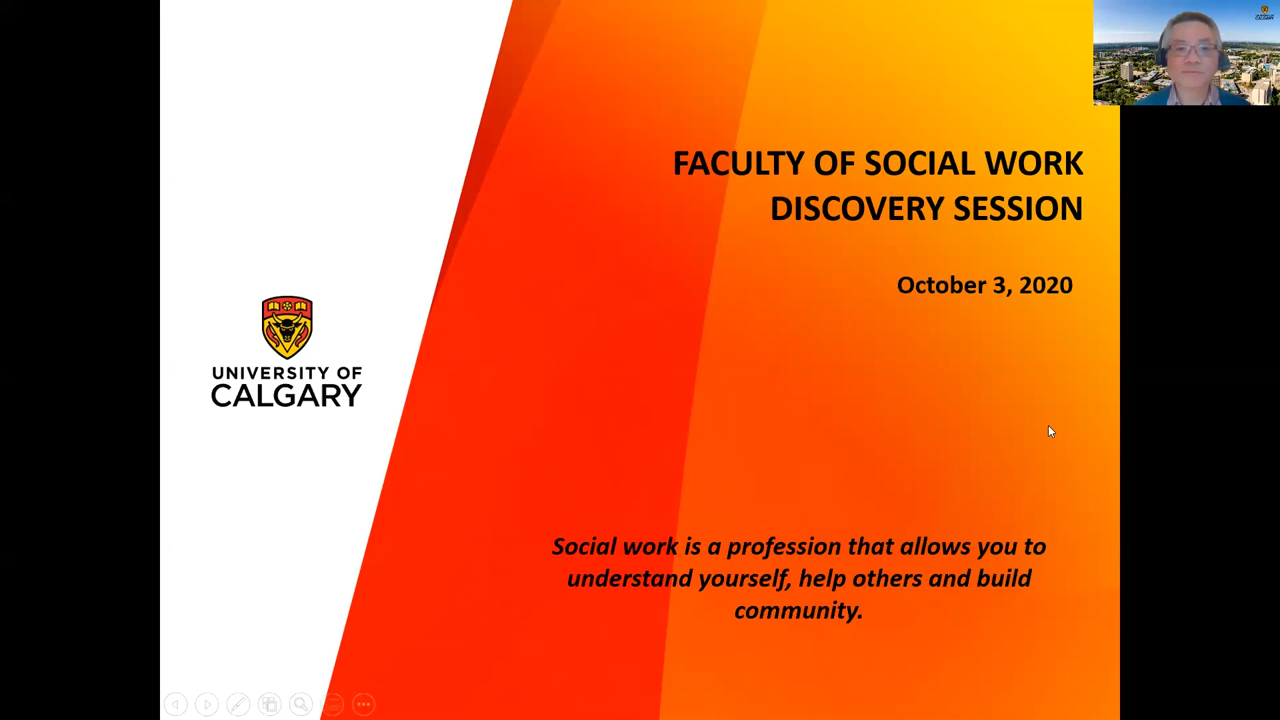 FACULTY OF SOCIAL WORK
DISCOVERY SESSION
October 3, 2020
UNIVERSITY OF
CALGARY
Social work is a profession that allows you to
understand yourself, help others and build
community.